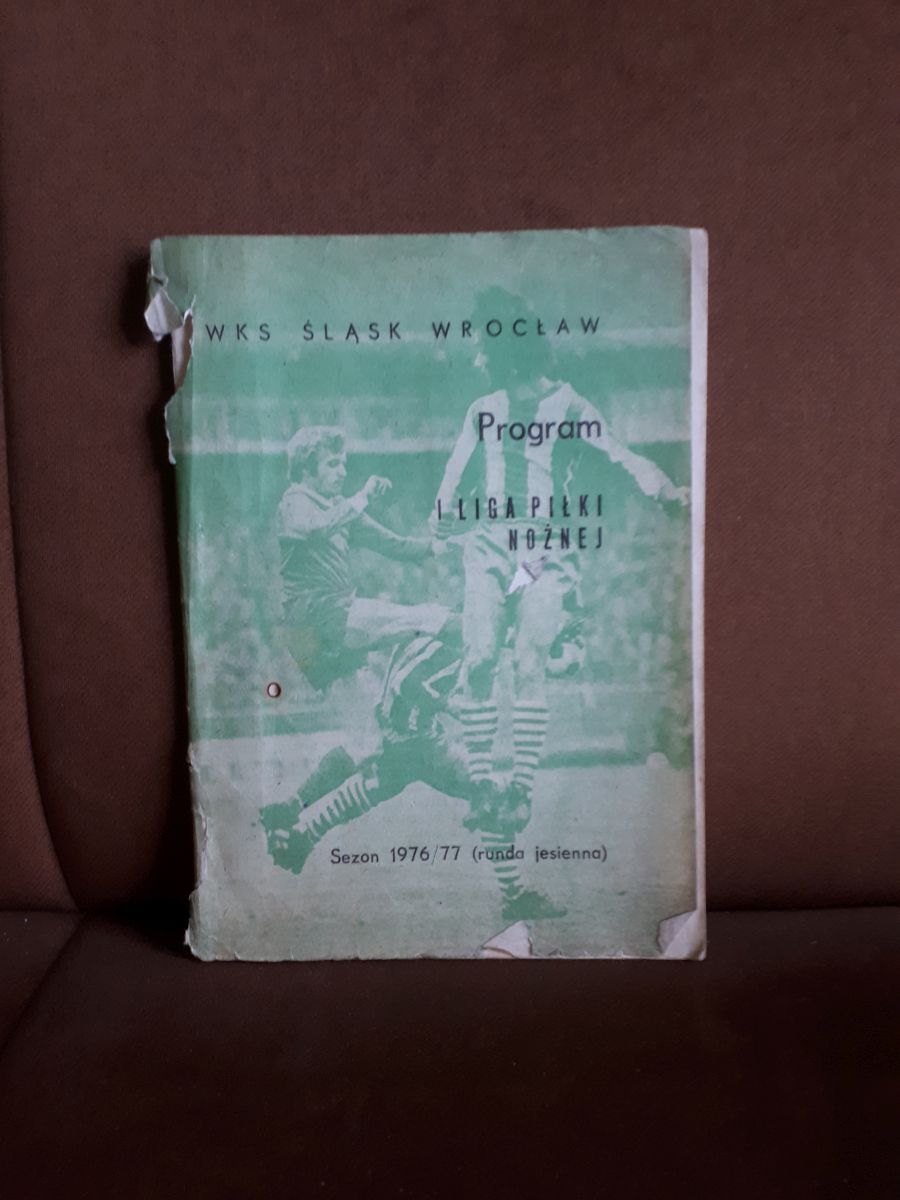 WKS ŚLĄSK WROCŁAW
Program
I LIGA PIŁKI
NOŻNEJ
Sezon 1976/77 (runda jesienna)